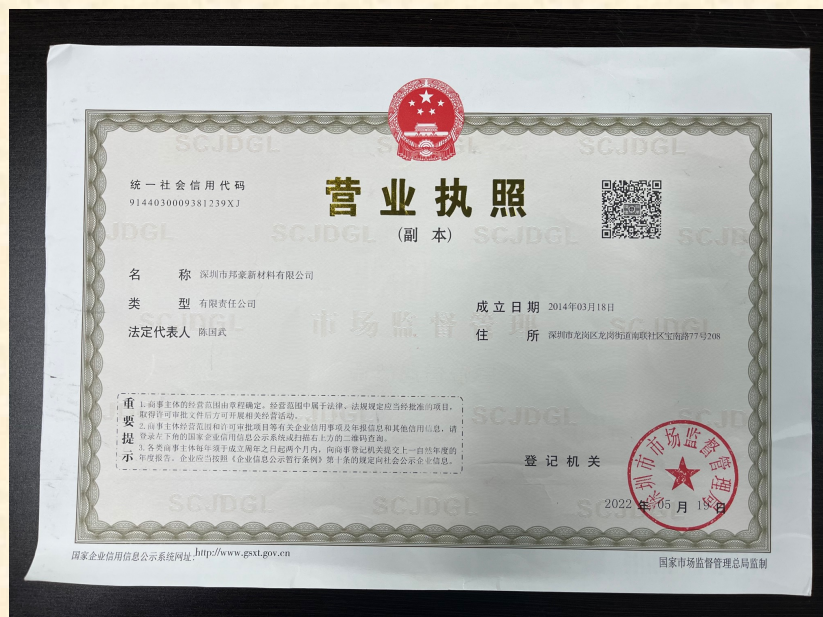 统一社会信用代码
9144030009381239XJ
营业执照
(副 本)
名 称 深圳市邦豪新材料有限公司
类 型 有限责任公司
法定代表人 陈国武
成立日期 2014年03月18日
住 所 深圳市龙岗区龙岗街道南联社区宝南路77号208
重要提示
1.商事主体的经营范围由章程确定。经营范围中属于法律、法规规定应当经批准的项目,
取得许可审批文件后方可开展相关经营活动。
2.商事主体经营范围和许可审批项目等有关企业信用事项及年报信息和其他信用信息,请
登录左下角的国家企业信用信息公示系统或扫描右上方的二维码查询。
3.各类商事主体每年须于成立周年之日起两个月内,向商事登记机关提交上一自然年度的
年度报告。企业应当按照《企业信息公示暂行条例》第十条的规定向社会公示企业信息。
登记机关
深圳市市场监督管理局
2022 年 05 月 19 日
国家企业信用信息公示系统网址:http://www.gsxt.gov.cn
国家市场监督管理总局监制
SCJDGL
市场监督管理